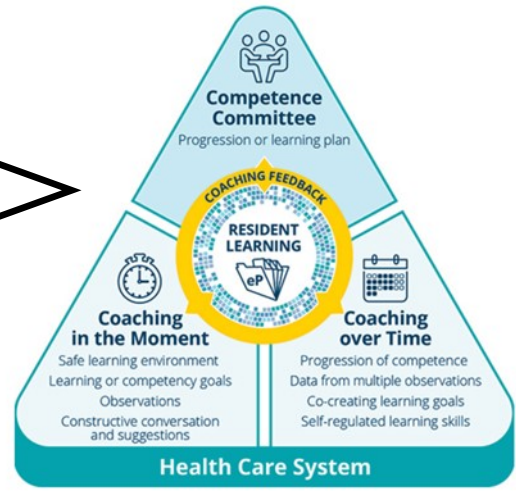 Competence
Committee
Progression or learning plan
COACHING FEEDBACK
RESIDENT
LEARNING
eP
Coaching
in the Moment
Safe learning environment
Learning or competency goals
Observations
Constructive conversation
and suggestions
Coaching
over Time
Progression of competence
Data from multiple observations
Co-creating learning goals
Self-regulated learning skills
Health Care System